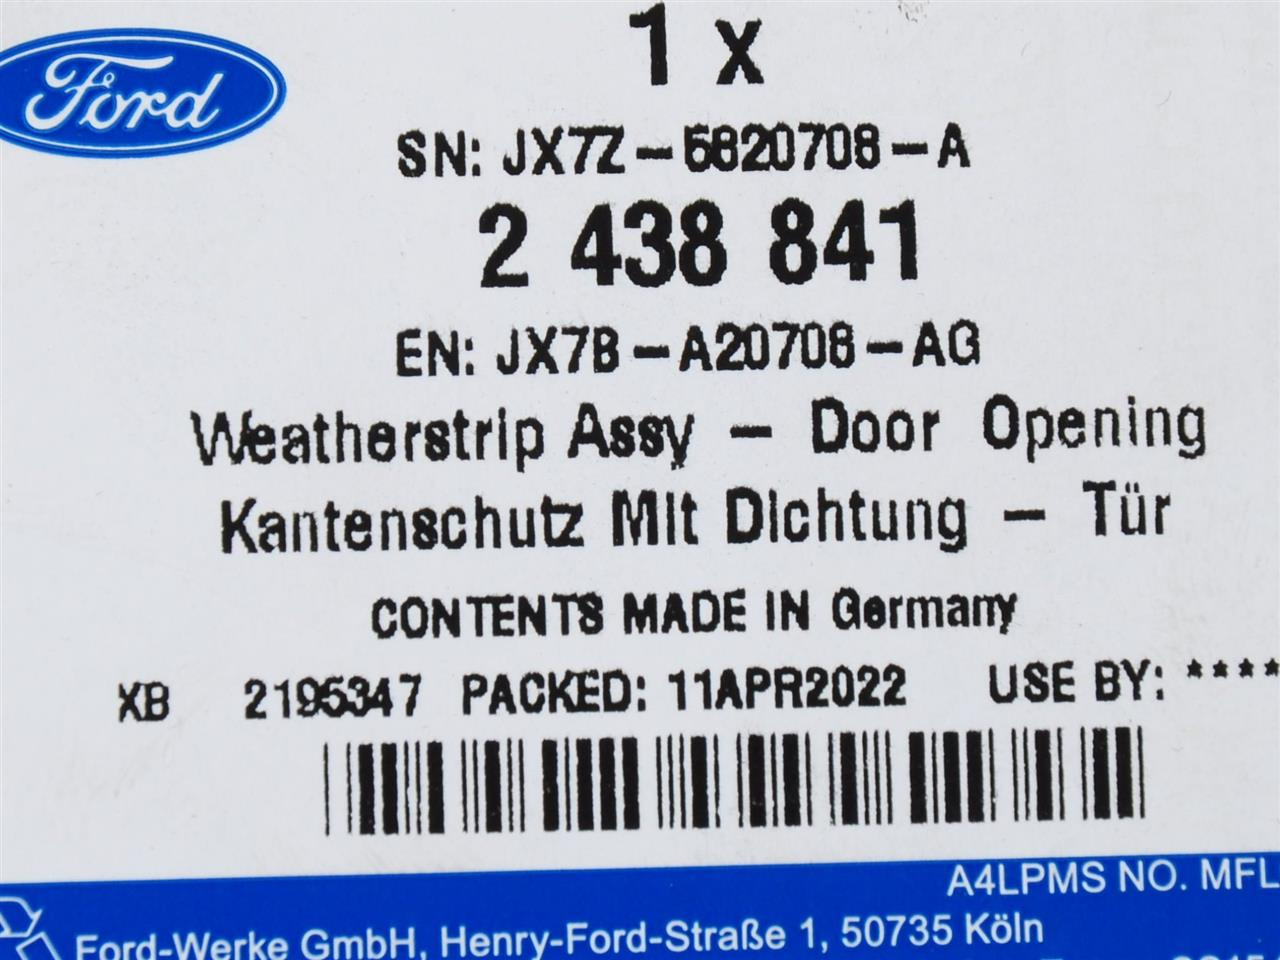 Ford
1 x
SN: JX7Z-5820708-A
2 438 841
EN: JX7B-A20708-AG
Weatherstrip Assy - Door Opening
Kantenschutz Mit Dichtung - Tür
CONTENTS MADE IN Germany
XB 2195347 PACKED: 11APR2022 USE BY: ****
A4LPMS NO. MFL
Ford-Werke GmbH, Henry-Ford-Straße 1, 50735 Köln